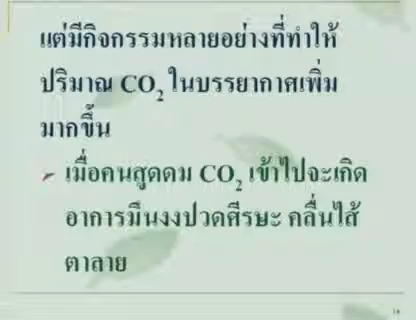 แต่มีกิจกรรมหลายอย่างที่ทำให้
ปริมาณ CO₂ ในบรรยากาศเพิ่ม
มากขึ้น
เมื่อคนสูดดม CO₂ เข้าไปจะเกิด
อาการมึนงงปวดศีรษะ คลื่นไส้
ตาลาย